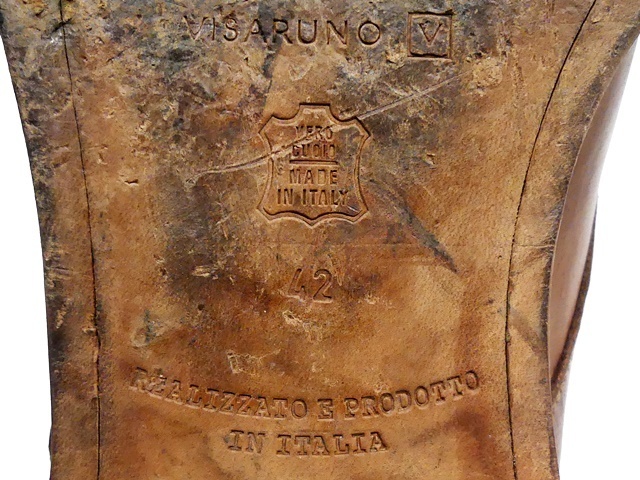 VISARUNO V
VERO
CUOIO
MADE
IN ITALY
42
REALIZZATO E PRODOTTO
IN ITALIA